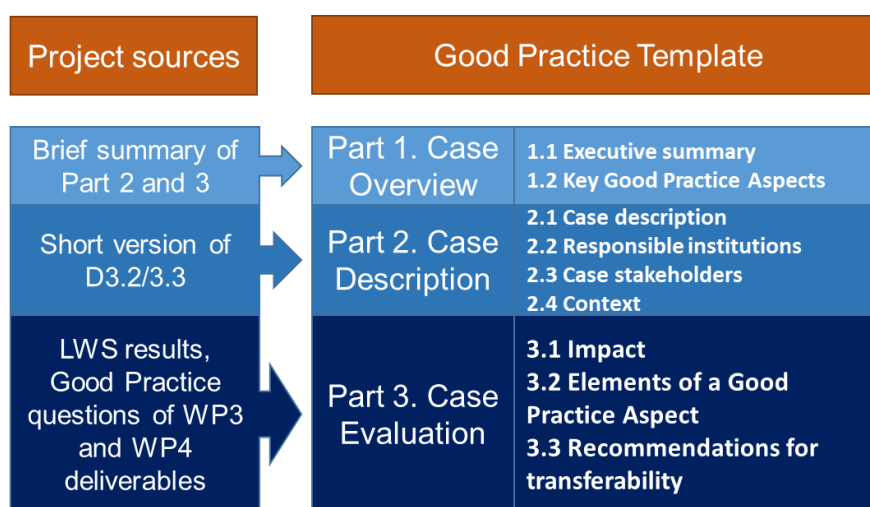 Project sources
Good Practice Template
Brief summary of
Part 2 and 3
Part 1. Case
Overview
1.1 Executive summary
1.2 Key Good Practice Aspects
Short version of
D3.2/3.3
Part 2. Case
Description
2.1 Case description
2.2 Responsible institutions
2.3 Case stakeholders
2.4 Context
LWS results,
Good Practice
questions of WP3
and WP4
deliverables
Part 3. Case
Evaluation
3.1 Impact
3.2 Elements of a Good
Practice Aspect
3.3 Recommendations for
transferability